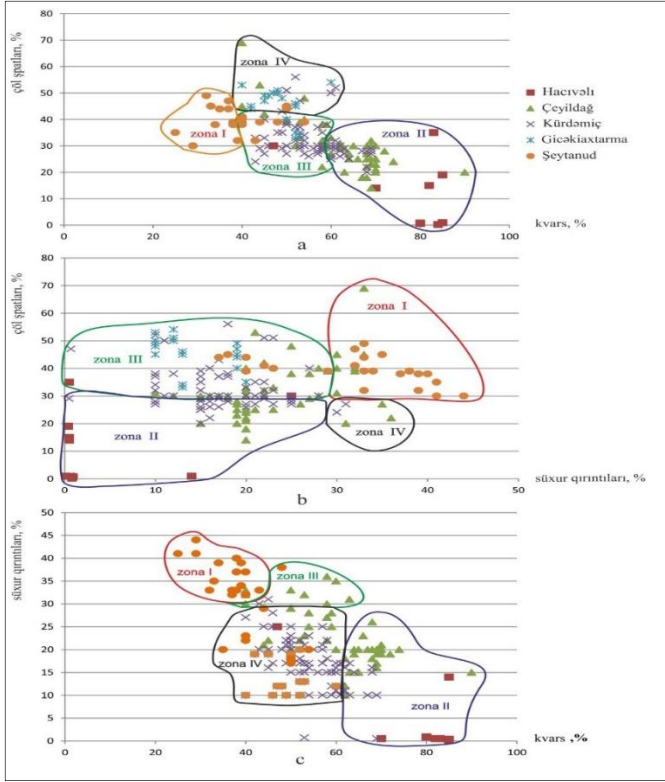 çöl şpatları, %
80
70
60
50
40
30
20
10
0
zona IV
zona I
zona II
zona III
0 20 40 60 80 100
a
kvars, %
Hacıvəlı
Çeyildağ
Kürdəmiç
Gicəkiaxtarma
Şeytanud
çöl şpatları, %
80
70
60
50
40
30
20
10
0
zona I
zona III
zona II
zona IV
0 10 20 30 40 50
b
süxur qırıntıları, %
süxur qırıntıları, %
50
45
40
35
30
25
20
15
10
5
0
zona I
zona III
zona IV
zona II
0 20 40 60 80 100
c
kvars ,%